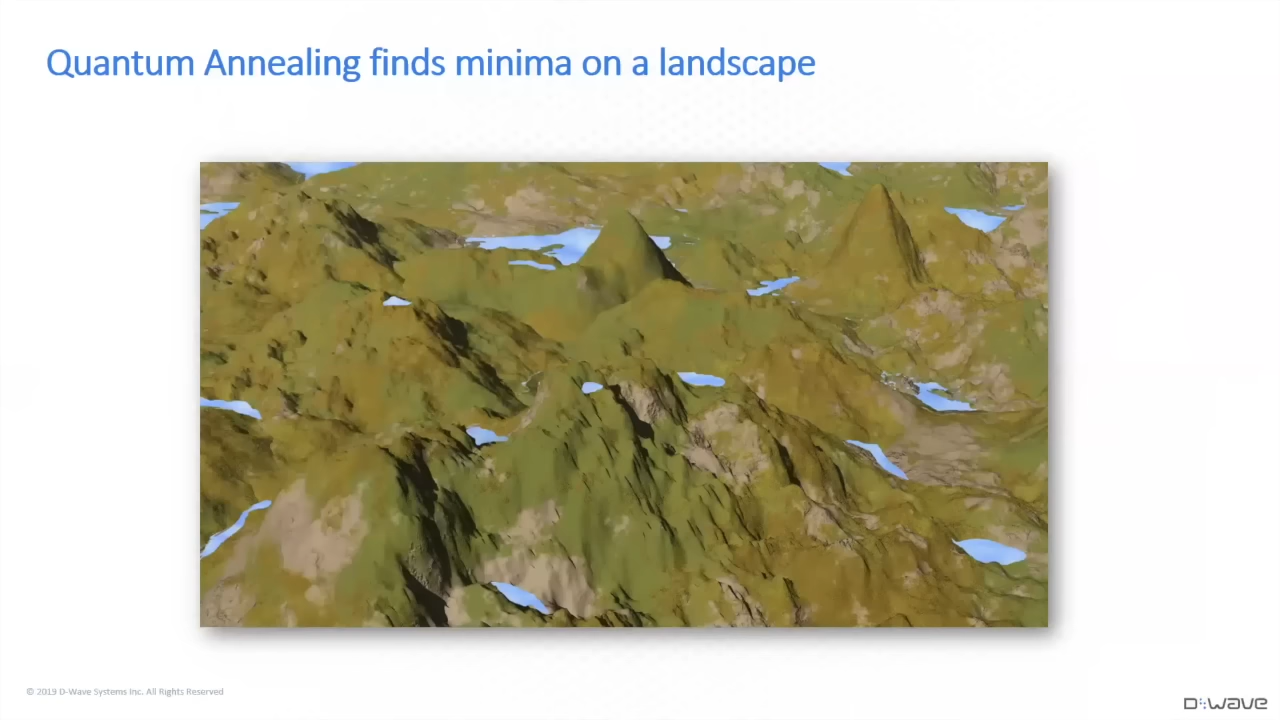 Quantum Annealing finds minima on a landscape
© 2019 D-Wave Systems Inc. All Rights Reserved
D:wave